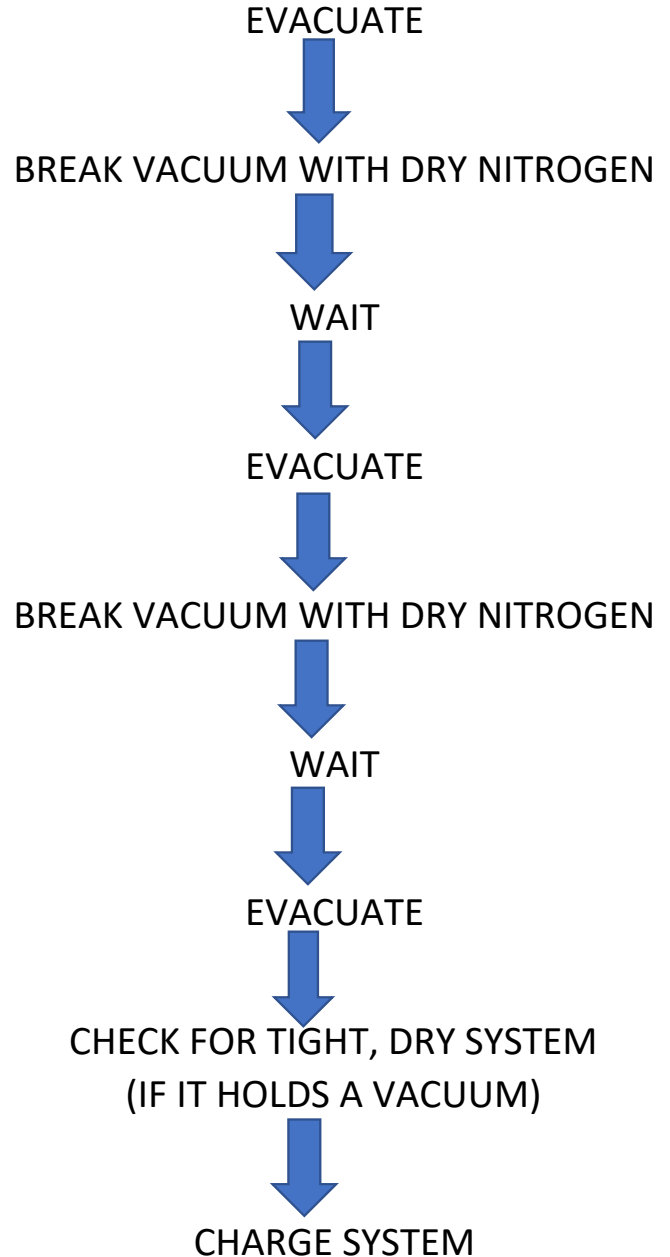 EVACUATE
BREAK VACUUM WITH DRY NITROGEN
WAIT
EVACUATE
BREAK VACUUM WITH DRY NITROGEN
WAIT
EVACUATE
CHECK FOR TIGHT, DRY SYSTEM
(IF IT HOLDS A VACUUM)
CHARGE SYSTEM